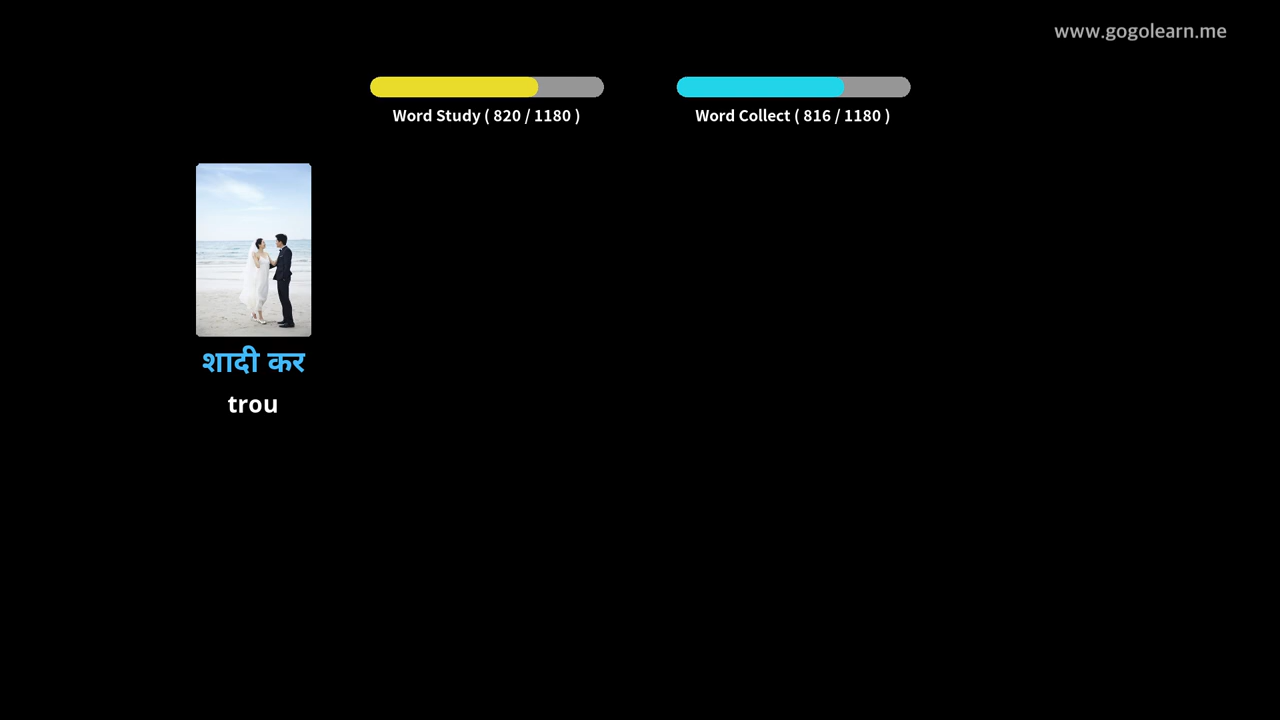 www.gogolearn.me
Word Study ( 820 / 1180 )
Word Collect ( 816 / 1180 )
शादी कर
trou